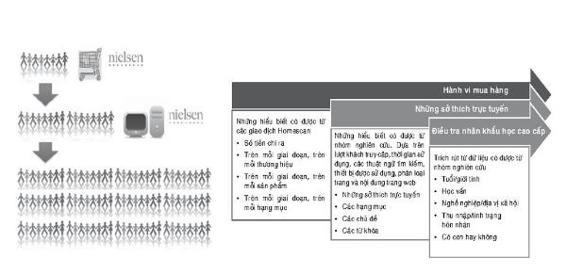 nielsen
nielsen
Hành vi mua hàng
Những sở thích trực tuyến
Điều tra nhân khẩu học cao cấp
Những hiểu biết có được từ
các giao dịch Homescan
• Số tiền chi ra
• Trên mỗi giai đoạn, trên
mỗi thương hiệu
• Trên mỗi giai đoạn, trên
mỗi sản phẩm
• Trên mỗi giai đoạn, trên
mỗi hạng mục
Những hiểu biết có được từ
nhóm nghiên cứu. Dựa trên
lượt khách truy cập, thời gian sử
dụng, các thuật ngữ tìm kiếm,
thiết bị được sử dụng, phân loại
trang và nội dung trang web
• Những sở thích trực tuyến
• Các hạng mục
• Các chủ đề
• Các từ khóa
Trích rút từ dữ liệu có được từ
nhóm nghiên cứu
• Tuổi/giới tính
• Học vấn
• Nghề nghiệp/địa vị xã hội
• Thu nhập/tình trạng
hôn nhân
• Có con hay không